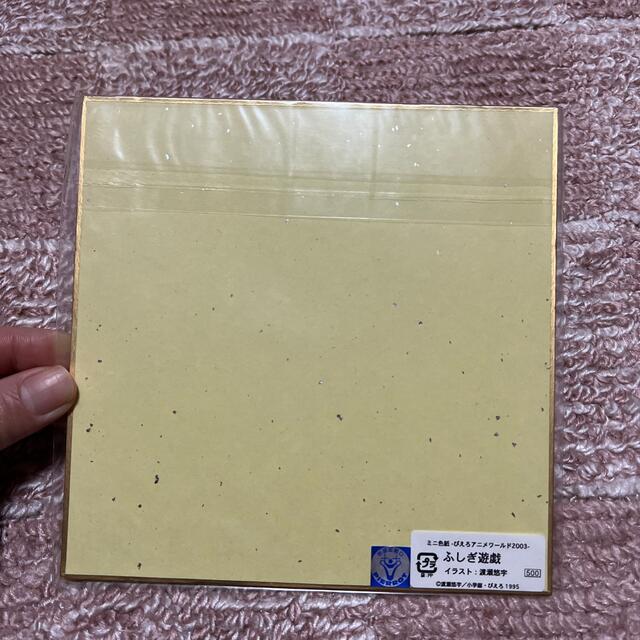 ミニ色紙 -ぴえろアニメワールド2003-
プラ
ふしぎ遊戯
イラスト：渡瀬悠宇
500
©渡瀬悠宇／小学館・ぴえろ 1995